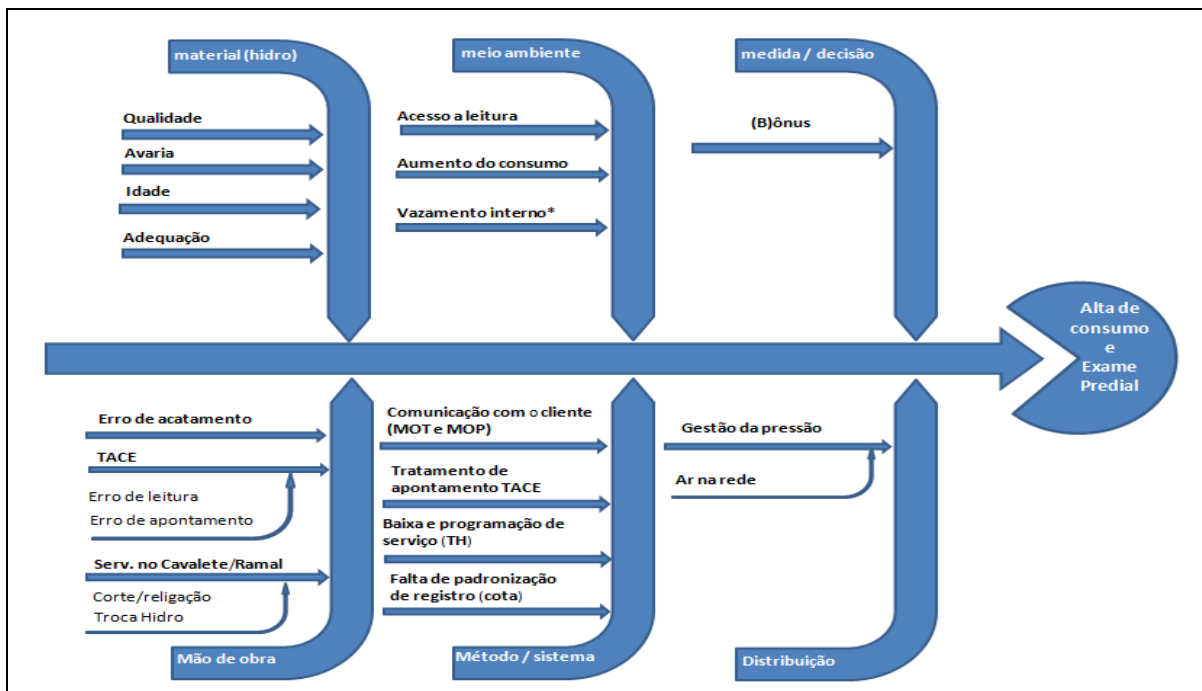 material (hidro)
Qualidade
Avaria
Idade
Adequação
meio ambiente
Acesso a leitura
Aumento do consumo
Vazamento interno*
medida / decisão
(B)ônus
Alta de
consumo
e
Exame
Predial
Erro de acatamento
TACE
Erro de leitura
Erro de apontamento
Serv. no Cavalete/Ramal
Corte/religação
Troca Hidro
Mão de obra
Comunicação com o cliente
(MOT e MOP)
Tratamento de
apontamento TACE
Baixa e programação de
serviço (TH)
Falta de padronização
de registro (cota)
Método / sistema
Gestão da pressão
Ar na rede
Distribuição